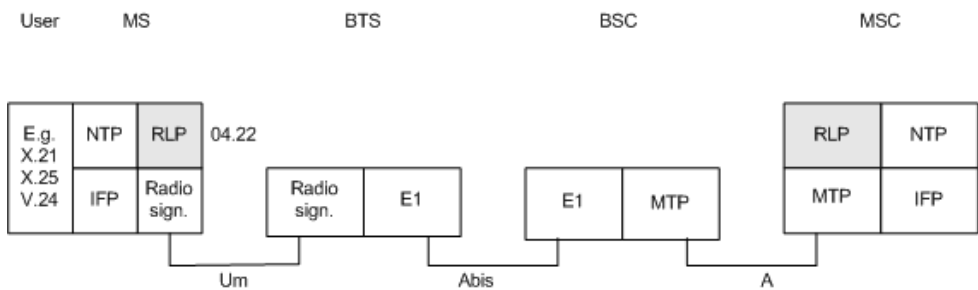 User MS BTS BSC MSC
E.g.
X.21
X.25
V.24
NTP RLP 04.22
IFP Radio
sign.
Radio
sign.
E1
E1 MTP
RLP NTP
MTP IFP
Um Abis A